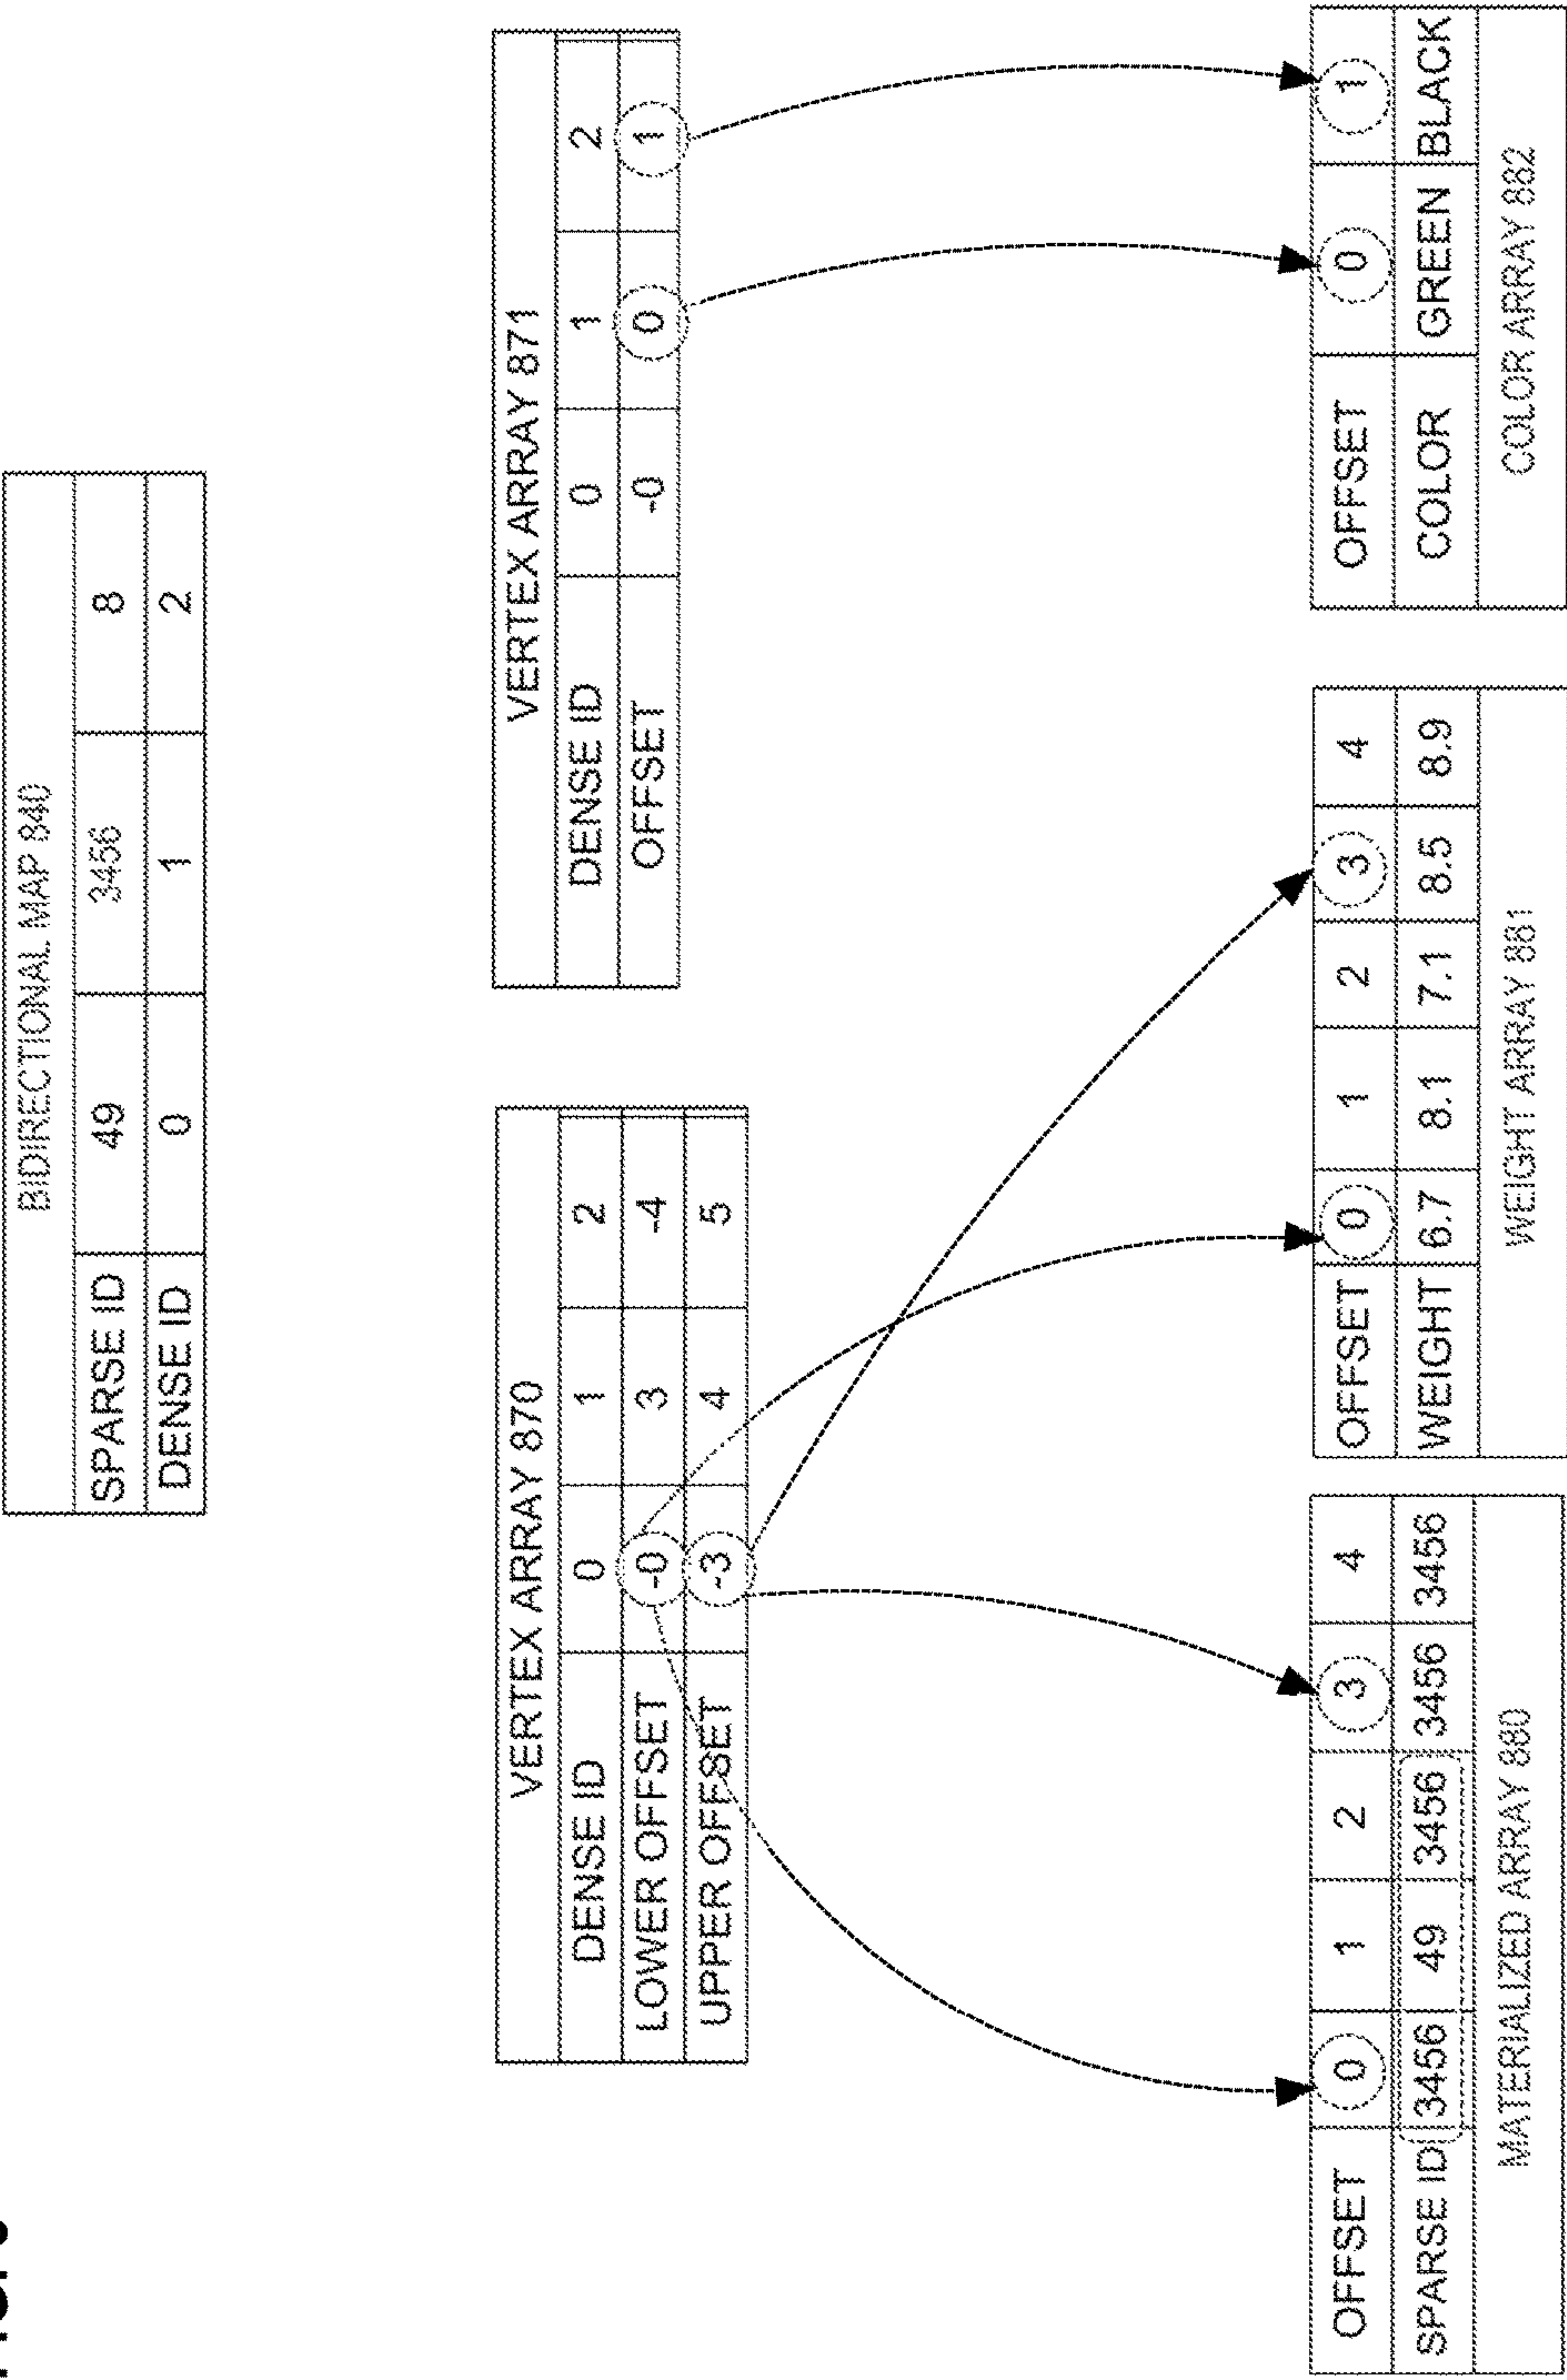 BIDIRECTIONAL MAP 840
SPARSE ID 49 3456 8
DENSE ID 0 1 2
VERTEX ARRAY 870
DENSE ID 0 1 2
LOWER OFFSET -0 3 -4
UPPER OFFSET -3 4 5
VERTEX ARRAY 871
DENSE ID 0 1 2
OFFSET -0 0 1
OFFSET 0 1 2 3 4
SPARSE ID 3456 49 3456 3456 3456
MATERIALIZED ARRAY 880
OFFSET 0 1 2 3 4
WEIGHT 6.7 8.1 7.1 8.5 8.9
WEIGHT ARRAY 881
OFFSET 0 1
COLOR GREEN BLACK
COLOR ARRAY 882